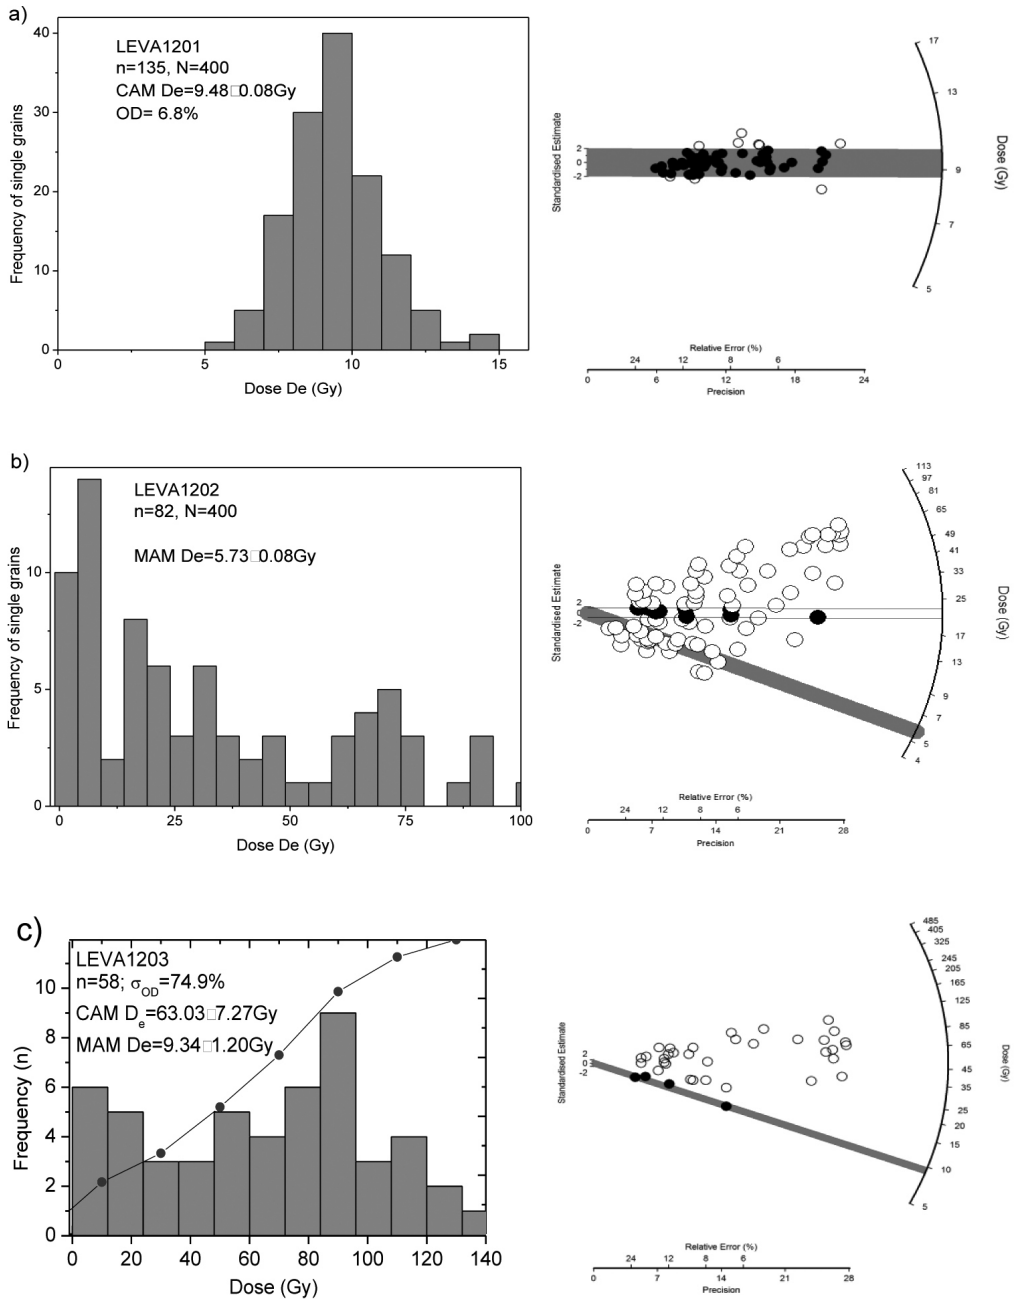 a)
LEVA1201
n=135, N=400
CAM De=9.48□0.08Gy
OD= 6.8%
Frequency of single grains
40
30
20
10
0
0 5 10 15
Dose De (Gy)
Standardised Estimate
2
0
-2
17
13
9
7
5
Dose (Gy)
Relative Error (%)
24 12 8 6
0 6 12 18 24
Precision
b)
LEVA1202
n=82, N=400
MAM De=5.73□0.08Gy
Frequency of single grains
10
5
0
0 25 50 75 100
Dose De (Gy)
Standardised Estimate
2
0
-2
113
97
81
65
49
41
33
25
17
13
9
7
5
4
Dose (Gy)
Relative Error (%)
24 12 8 6
0 7 14 21 28
Precision
c)
LEVA1203
n=58; σOD=74.9%
CAM De=63.03□7.27Gy
MAM De=9.34□1.20Gy
Frequency (n)
10
8
6
4
2
0
0 20 40 60 80 100 120 140
Dose (Gy)
Standardised Estimate
2
0
-2
485
405
325
245
205
165
125
85
65
45
35
25
20
15
10
5
Dose (Gy)
Relative Error (%)
24 12 8 6
0 7 14 21 28
Precision